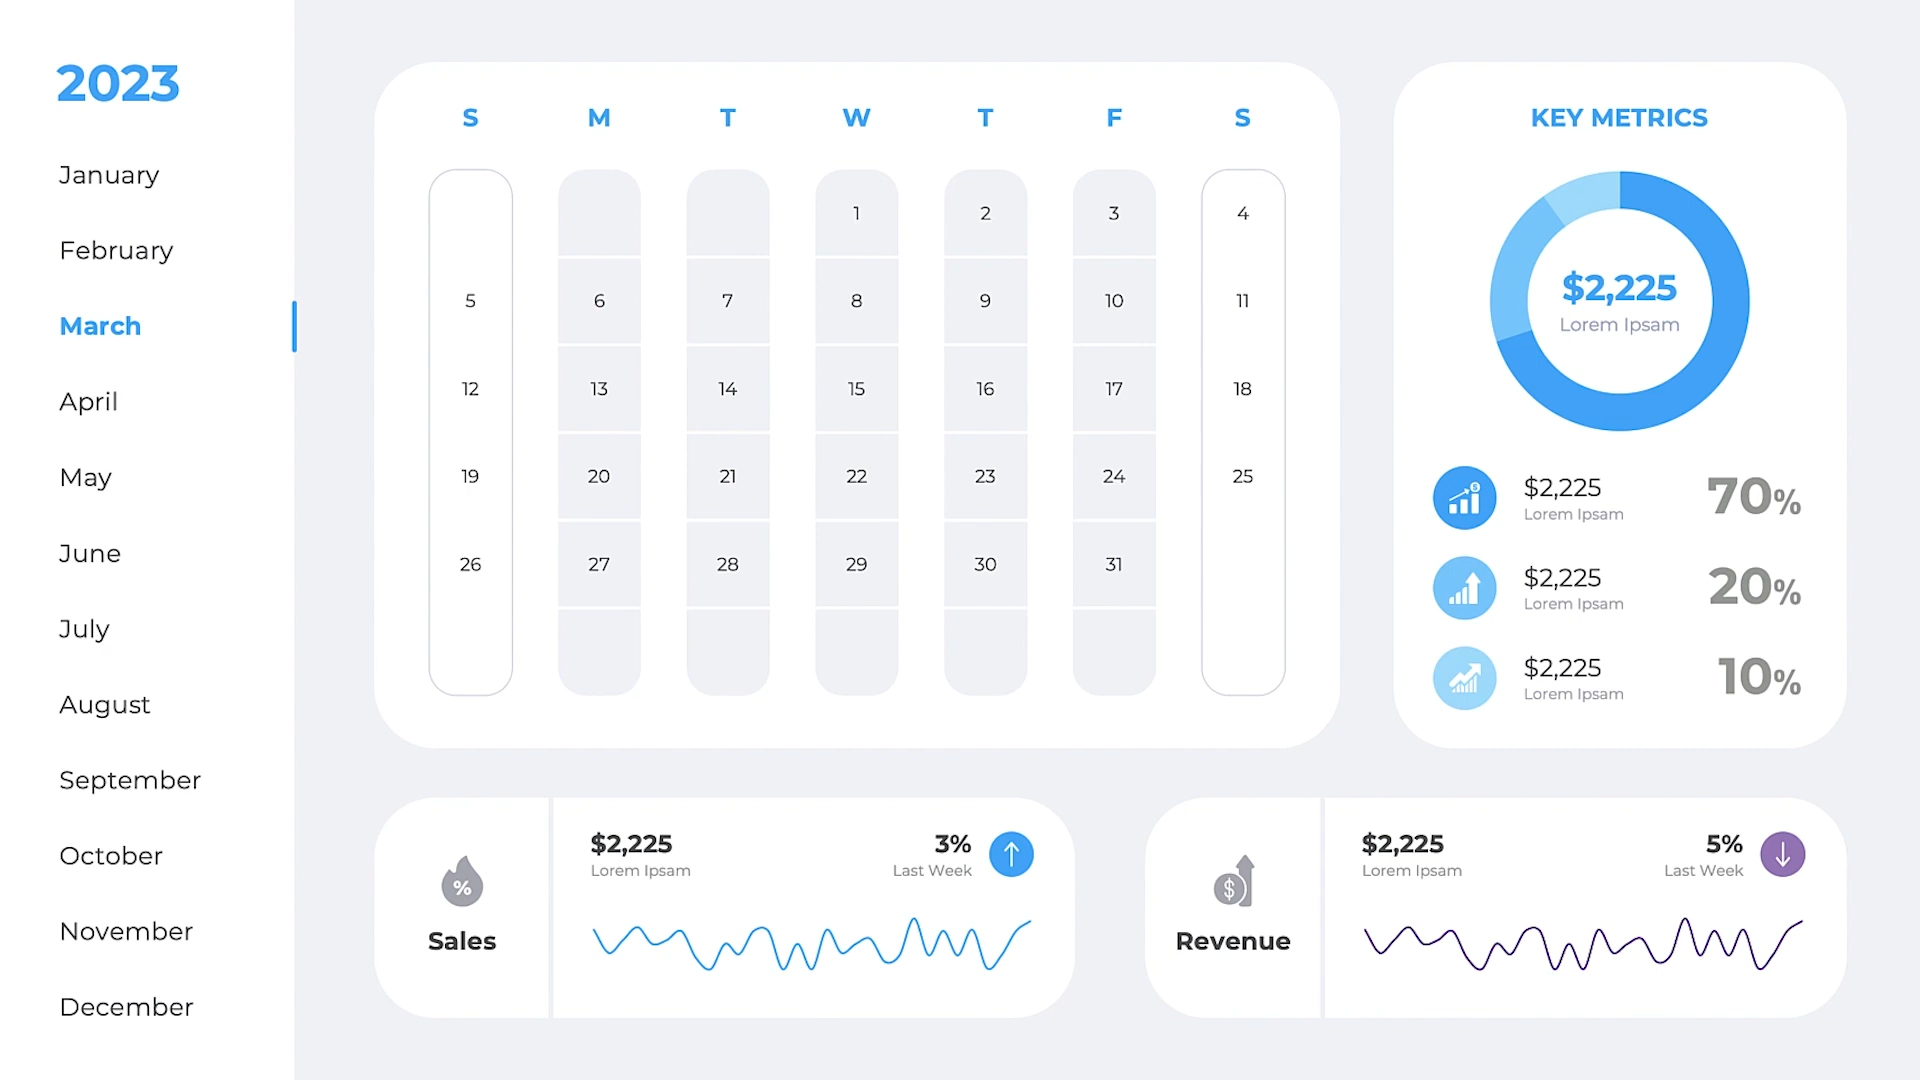 2023
January
February
March
April
May
June
July
August
September
October
November
December
S M T W T F S
1 2 3 4
5 6 7 8 9 10 11
12 13 14 15 16 17 18
19 20 21 22 23 24 25
26 27 28 29 30 31
KEY METRICS
$2,225
Lorem Ipsam
$2,225 70%
Lorem Ipsam
$2,225 20%
Lorem Ipsam
$2,225 10%
Lorem Ipsam
%
Sales
$2,225 3%
Lorem Ipsam Last Week
$
Revenue
$2,225 5%
Lorem Ipsam Last Week